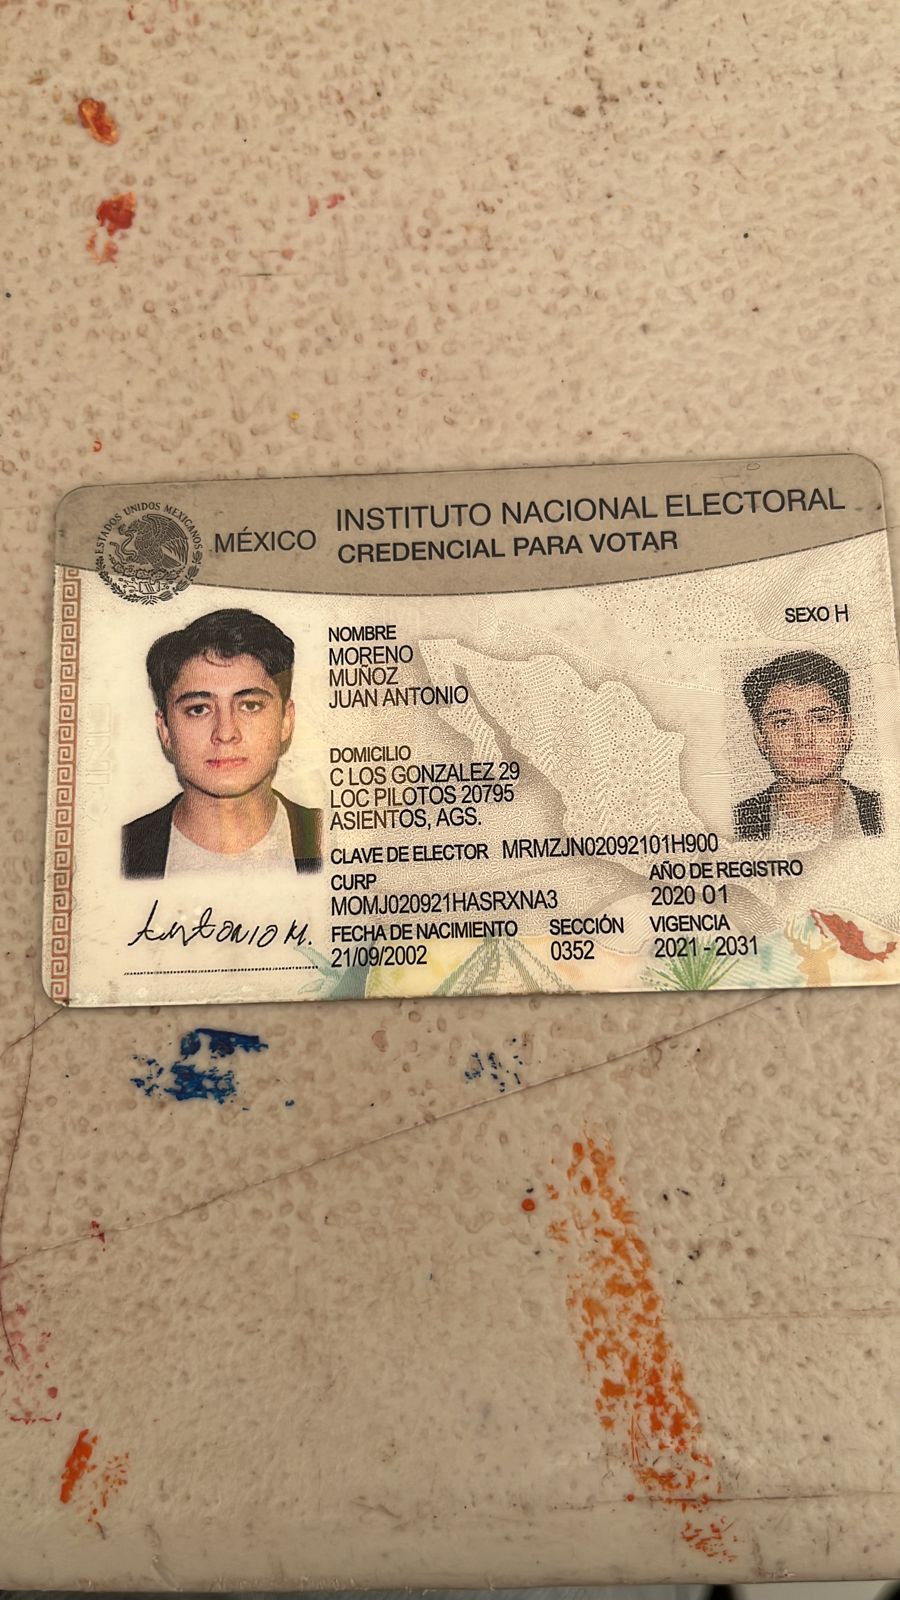 ESTADOS UNIDOS MEXICANOS
MÉXICO
INSTITUTO NACIONAL ELECTORAL
CREDENCIAL PARA VOTAR
SEXO H
NOMBRE
MORENO
MUÑOZ
JUAN ANTONIO
DOMICILIO
C LOS GONZALEZ 29
LOC PILOTOS 20795
ASIENTOS, AGS.
CLAVE DE ELECTOR MRMZJN02092101H900
CURP
MOMJ020921HASRXNA3
AÑO DE REGISTRO
2020 01
FECHA DE NACIMIENTO
21/09/2002
SECCIÓN
0352
VIGENCIA
2021 - 2031
Antonio M.